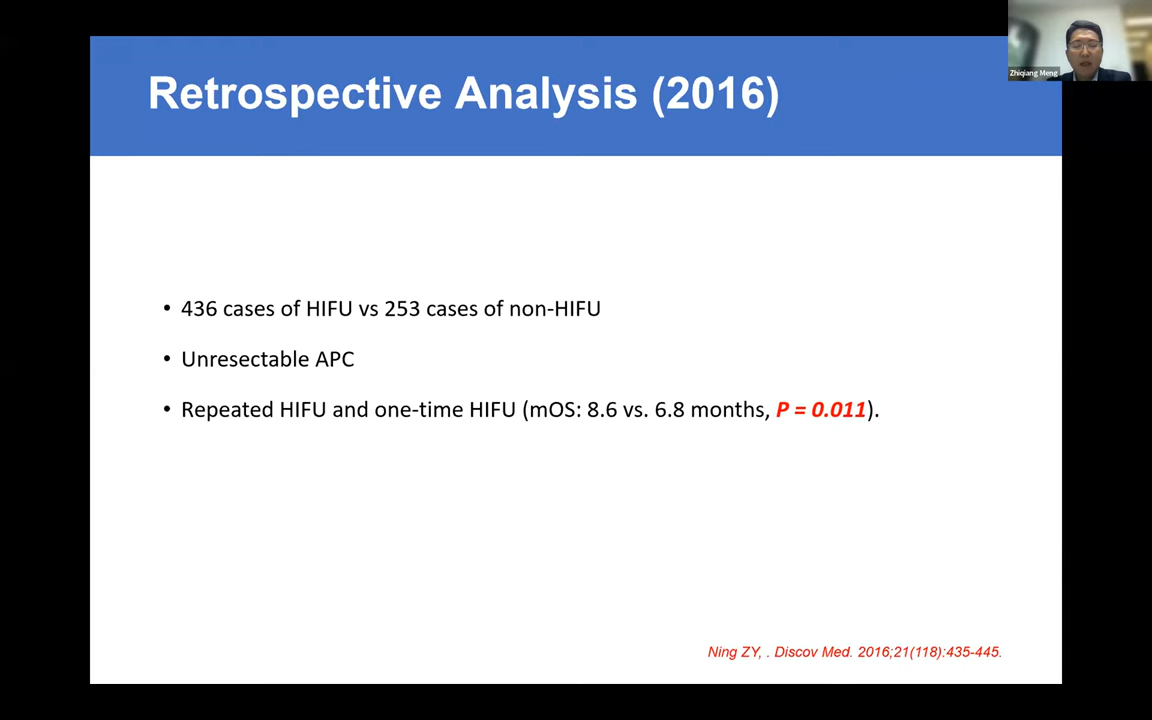 Retrospective Analysis (2016)
Zhiqiang Meng
• 436 cases of HIFU vs 253 cases of non-HIFU
• Unresectable APC
• Repeated HIFU and one-time HIFU (mOS: 8.6 vs. 6.8 months, P = 0.011).
Ning ZY, . Discov Med. 2016;21(118):435-445.